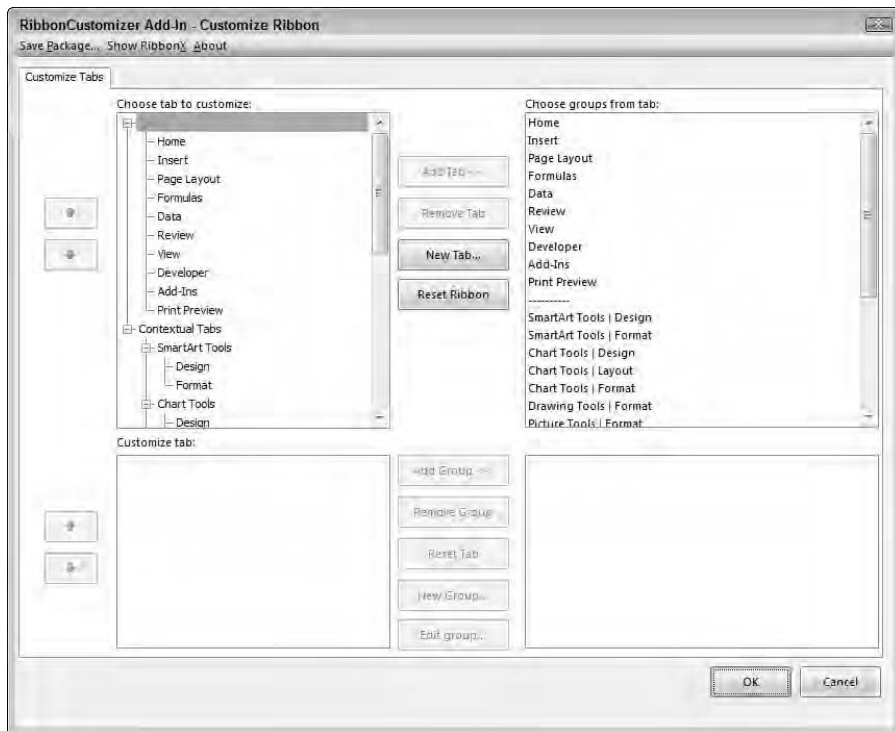 RibbonCustomizer Add-In - Customize Ribbon
Save Package... Show RibbonX About
Customize Tabs
Choose tab to customize:
Home
Insert
Page Layout
Formulas
Data
Review
View
Developer
Add-Ins
Print Preview
Contextual Tabs
SmartArt Tools
Design
Format
Chart Tools
Design
Add Tab
Remove Tab
New Tab...
Reset Ribbon
Choose groups from tab:
Home
Insert
Page Layout
Formulas
Data
Review
View
Developer
Add-Ins
Print Preview
----------
SmartArt Tools | Design
SmartArt Tools | Format
Chart Tools | Design
Chart Tools | Layout
Chart Tools | Format
Drawing Tools | Format
Picture Tools | Format
Customize tab:
Add Group
Remove Group
Reset Tab
New Group...
Edit group...
OK
Cancel